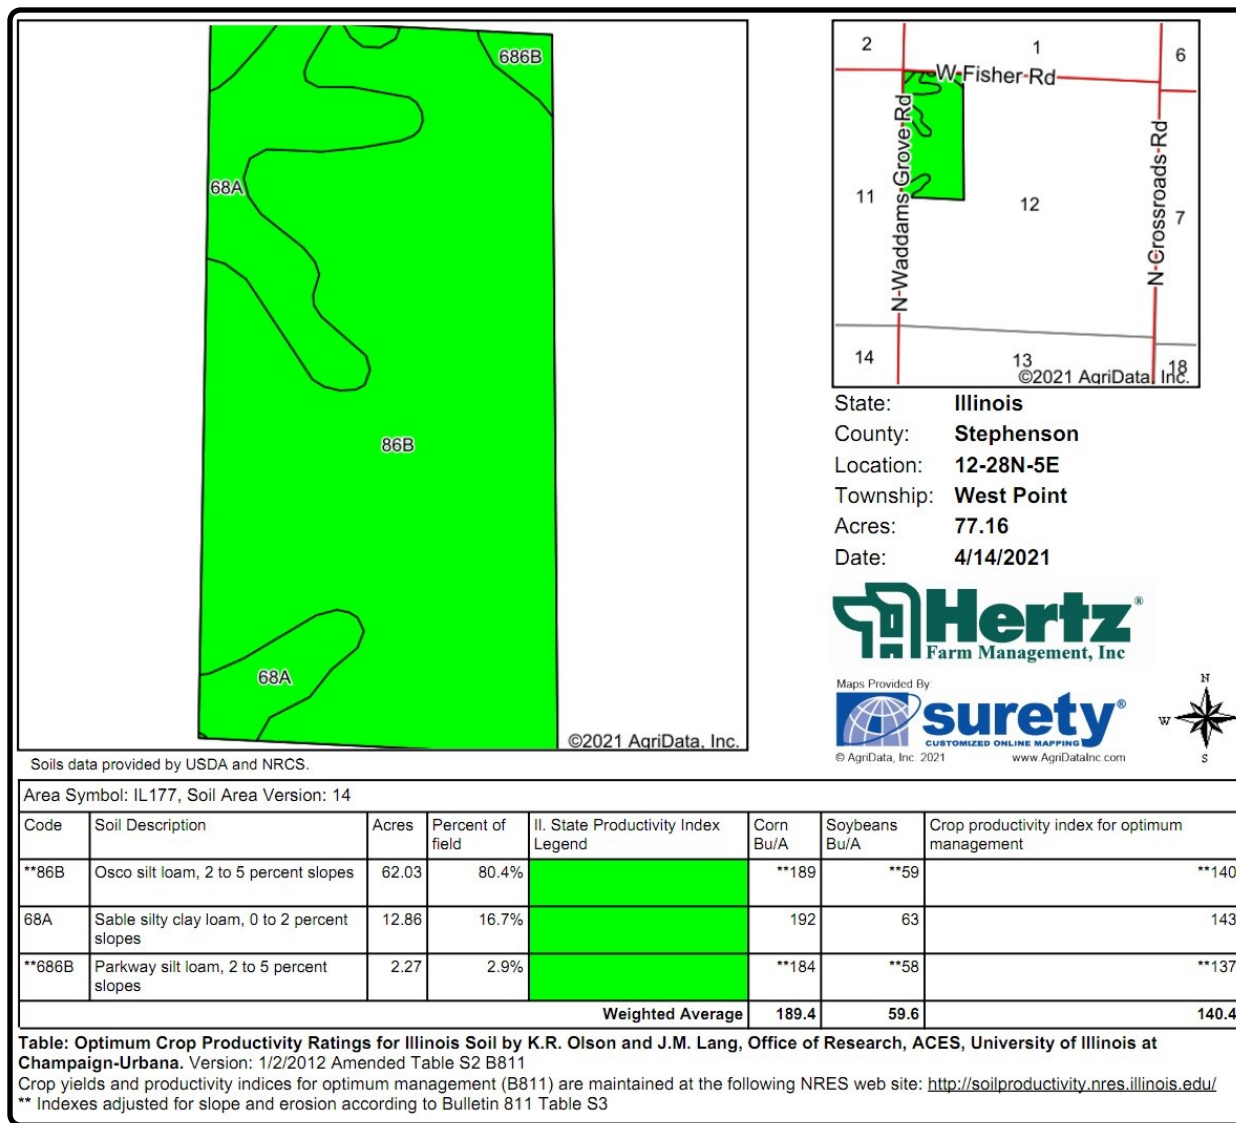 686B
68A
86B
68A
©2021 AgriData, Inc.
Soils data provided by USDA and NRCS.
2
1
6
W Fisher Rd
N Waddams Grove Rd
N Crossroads Rd
11
12
7
14
13
18
©2021 AgriData, Inc.
State: Illinois
County: Stephenson
Location: 12-28N-5E
Township: West Point
Acres: 77.16
Date: 4/14/2021
Hertz®
Farm Management, Inc
Maps Provided By:
surety®
CUSTOMIZED ONLINE MAPPING
© AgriData, Inc. 2021 www.AgriDataInc.com
N
W
S
Area Symbol: IL177, Soil Area Version: 14
Code Soil Description Acres Percent of field II. State Productivity Index Legend Corn Bu/A Soybeans Bu/A Crop productivity index for optimum management
**86B Osco silt loam, 2 to 5 percent slopes 62.03 80.4% **189 **59 **140
68A Sable silty clay loam, 0 to 2 percent slopes 12.86 16.7% 192 63 143
**686B Parkway silt loam, 2 to 5 percent slopes 2.27 2.9% **184 **58 **137
Weighted Average 189.4 59.6 140.4
Table: Optimum Crop Productivity Ratings for Illinois Soil by K.R. Olson and J.M. Lang, Office of Research, ACES, University of Illinois at
Champaign-Urbana. Version: 1/2/2012 Amended Table S2 B811
Crop yields and productivity indices for optimum management (B811) are maintained at the following NRES web site: http://soilproductivity.nres.illinois.edu/
** Indexes adjusted for slope and erosion according to Bulletin 811 Table S3